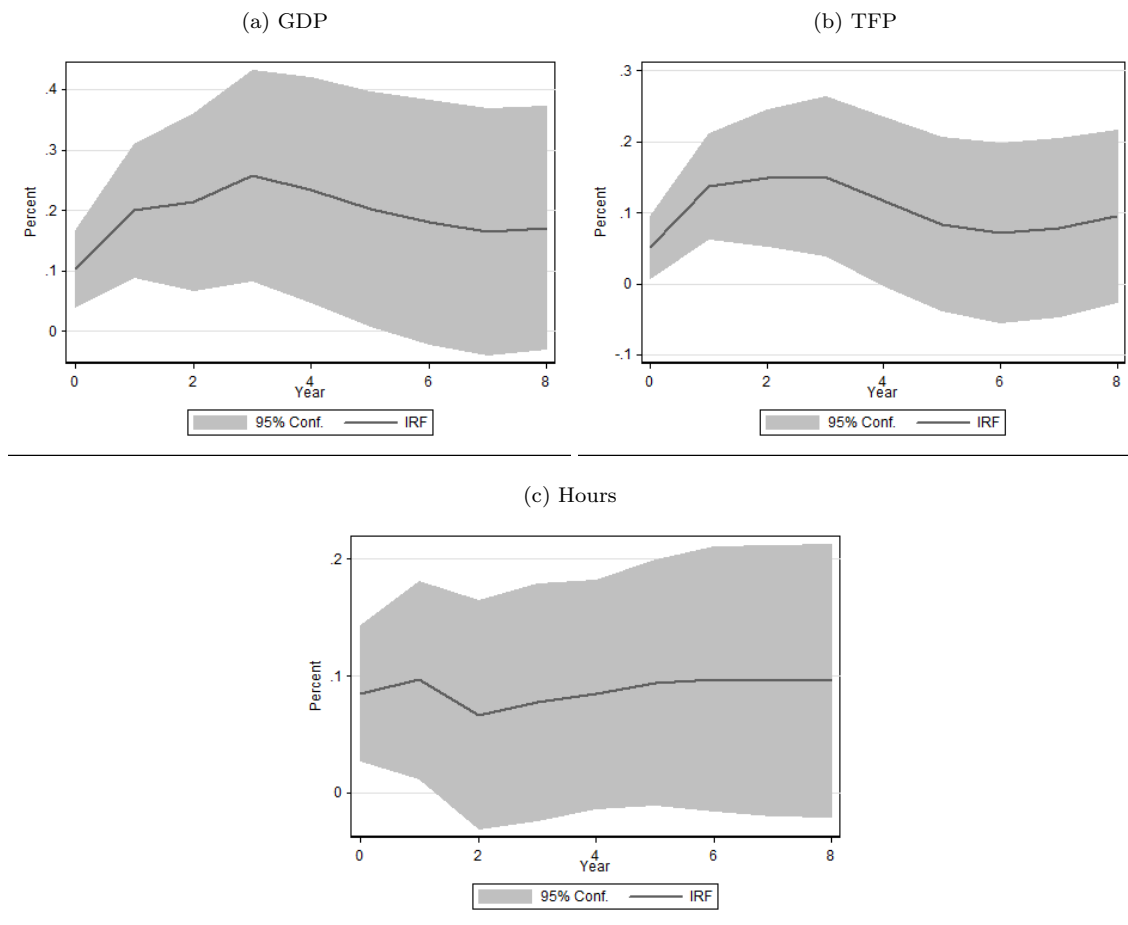 (a) GDP
Percent
.4
.3
.2
.1
0
0 2 4 6 8
Year
95% Conf. IRF
(b) TFP
Percent
.3
.2
.1
0
-.1
0 2 4 6 8
Year
95% Conf. IRF
(c) Hours
Percent
.2
.1
0
0 2 4 6 8
Year
95% Conf. IRF